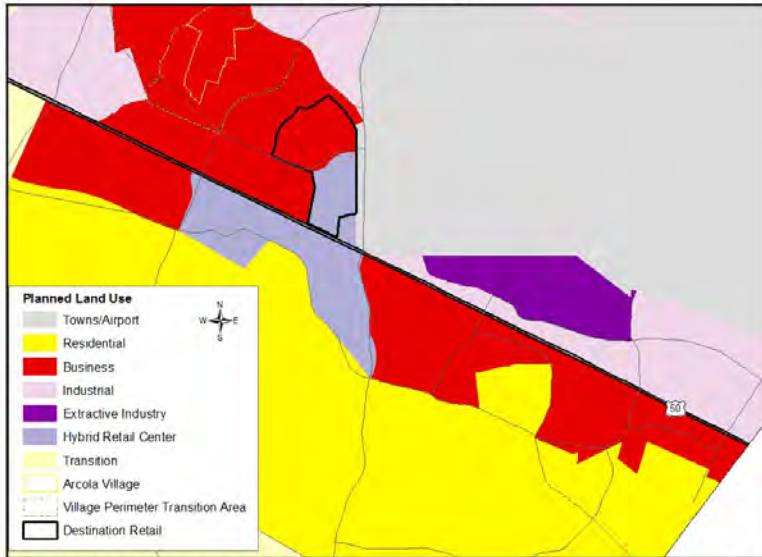 Planned Land Use
N
W E
S
Towns/Airport
Residential
Business
Industrial
Extractive Industry
Hybrid Retail Center
Transition
Arcola Village
Village Perimeter Transition Area
Destination Retail
50